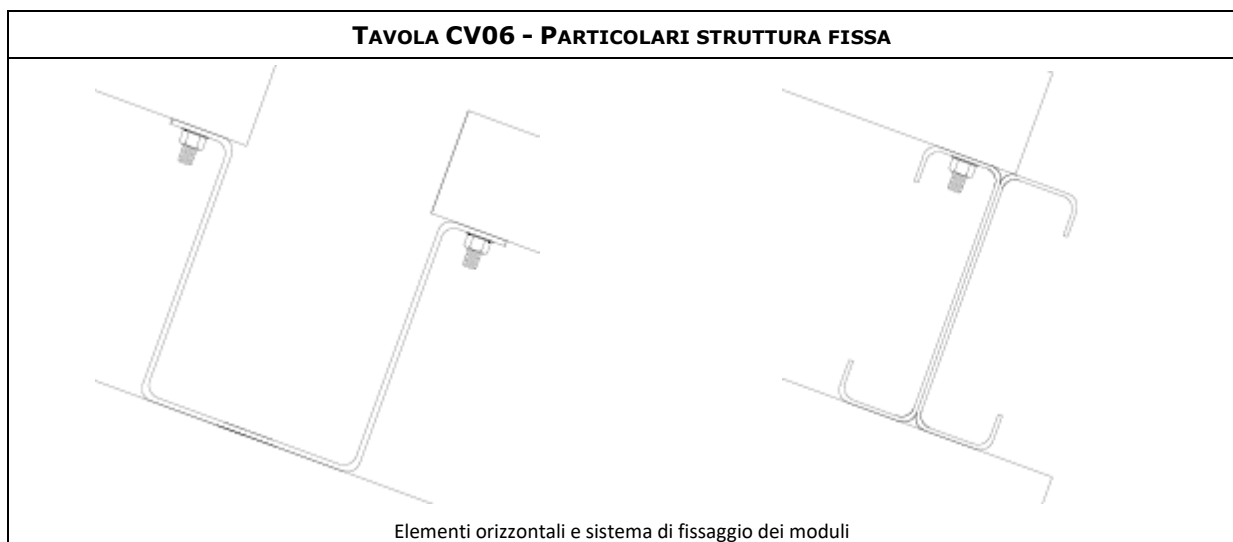 TAVOLA CV06 - PARTICOLARI STRUTTURA FISSA
Elementi orizzontali e sistema di fissaggio dei moduli